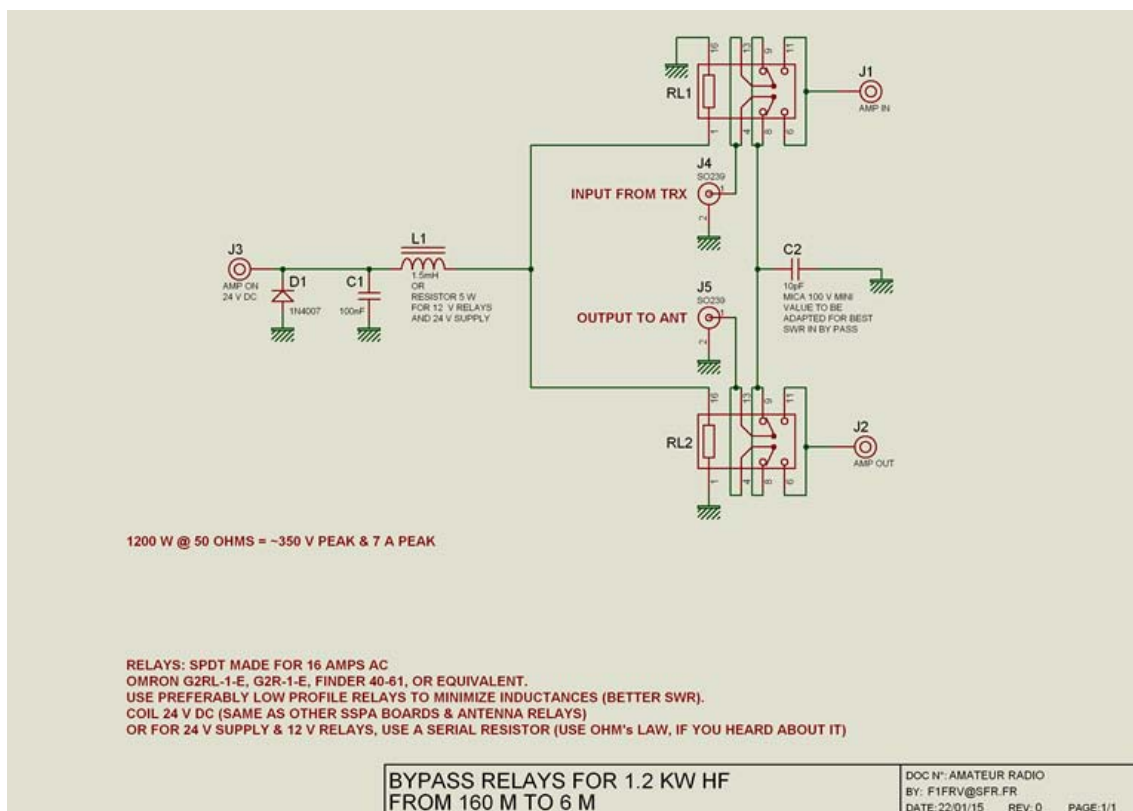 16
13
9
11
RL1
J1
AMP IN
1
4
8
6
J4
SO239
INPUT FROM TRX
1
2
J3
AMP ON
24 V DC
D1
1N4007
C1
100nF
L1
1.5mH
OR
RESISTOR 5 W
FOR 12 V RELAYS
AND 24 V SUPPLY
C2
10pF
MICA 100 V MINI
VALUE TO BE
ADAPTED FOR BEST
SWR IN BY PASS
J5
SO239
OUTPUT TO ANT
1
2
16
13
9
11
RL2
J2
AMP OUT
1
4
8
6
1200 W @ 50 OHMS = ~350 V PEAK & 7 A PEAK
RELAYS: SPDT MADE FOR 16 AMPS AC
OMRON G2RL-1-E, G2R-1-E, FINDER 40-61, OR EQUIVALENT.
USE PREFERABLY LOW PROFILE RELAYS TO MINIMIZE INDUCTANCES (BETTER SWR).
COIL 24 V DC (SAME AS OTHER SSPA BOARDS & ANTENNA RELAYS)
OR FOR 24 V SUPPLY & 12 V RELAYS, USE A SERIAL RESISTOR (USE OHM's LAW, IF YOU HEARD ABOUT IT)
BYPASS RELAYS FOR 1.2 KW HF
FROM 160 M TO 6 M
DOC N°: AMATEUR RADIO
BY: F1FRV@SFR.FR
DATE: 22/01/15 REV: 0 PAGE:1/1